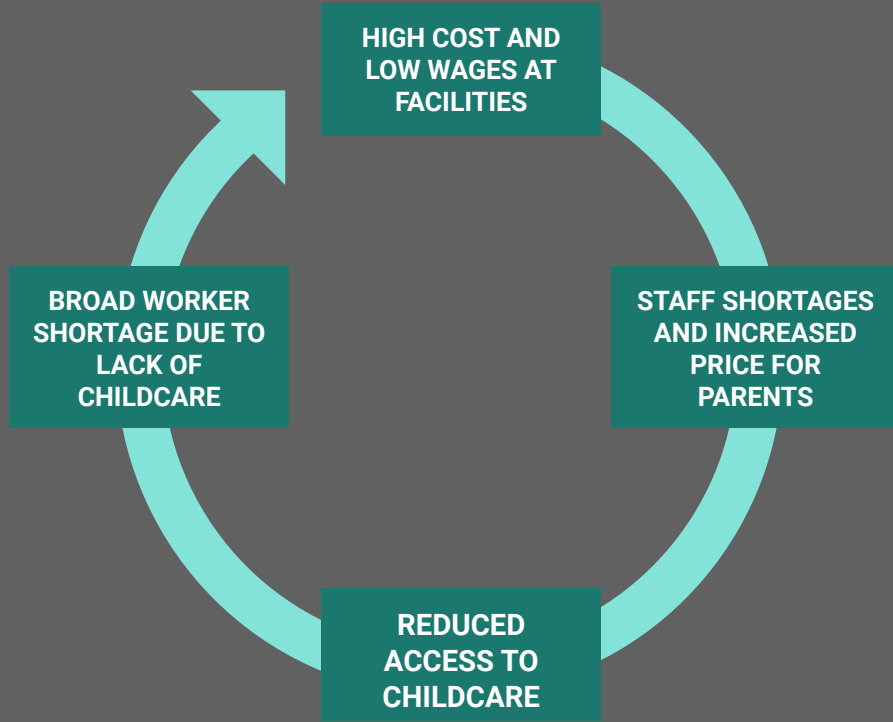 HIGH COST AND
LOW WAGES AT
FACILITIES
STAFF SHORTAGES
AND INCREASED
PRICE FOR
PARENTS
REDUCED
ACCESS TO
CHILDCARE
BROAD WORKER
SHORTAGE DUE TO
LACK OF
CHILDCARE